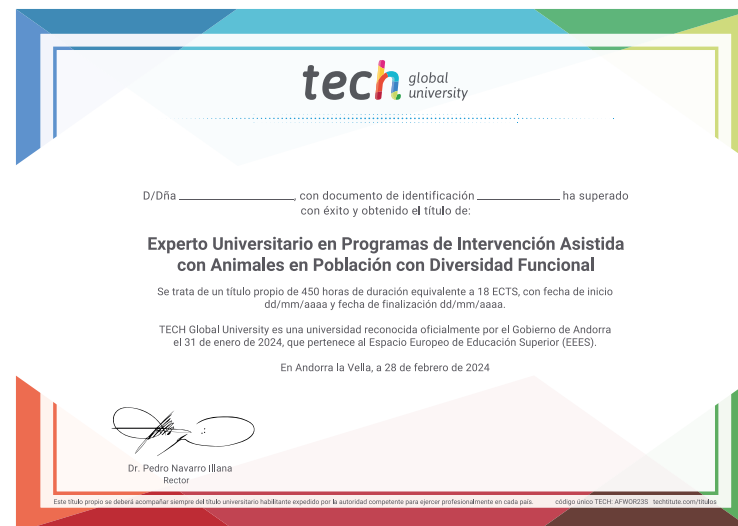 tech global university
D/Dña ____________________, con documento de identificación ______________ ha superado
con éxito y obtenido el título de:
Experto Universitario en Programas de Intervención Asistida
con Animales en Población con Diversidad Funcional
Se trata de un título propio de 450 horas de duración equivalente a 18 ECTS, con fecha de inicio
dd/mm/aaaa y fecha de finalización dd/mm/aaaa.
TECH Global University es una universidad reconocida oficialmente por el Gobierno de Andorra
el 31 de enero de 2024, que pertenece al Espacio Europeo de Educación Superior (EEES).
En Andorra la Vella, a 28 de febrero de 2024
Dr. Pedro Navarro Illana
Rector
Este título propio se deberá acompañar siempre del título universitario habilitante expedido por la autoridad competente para ejercer profesionalmente en cada país. código único TECH: AFWOR23S techtitute.com/titulos